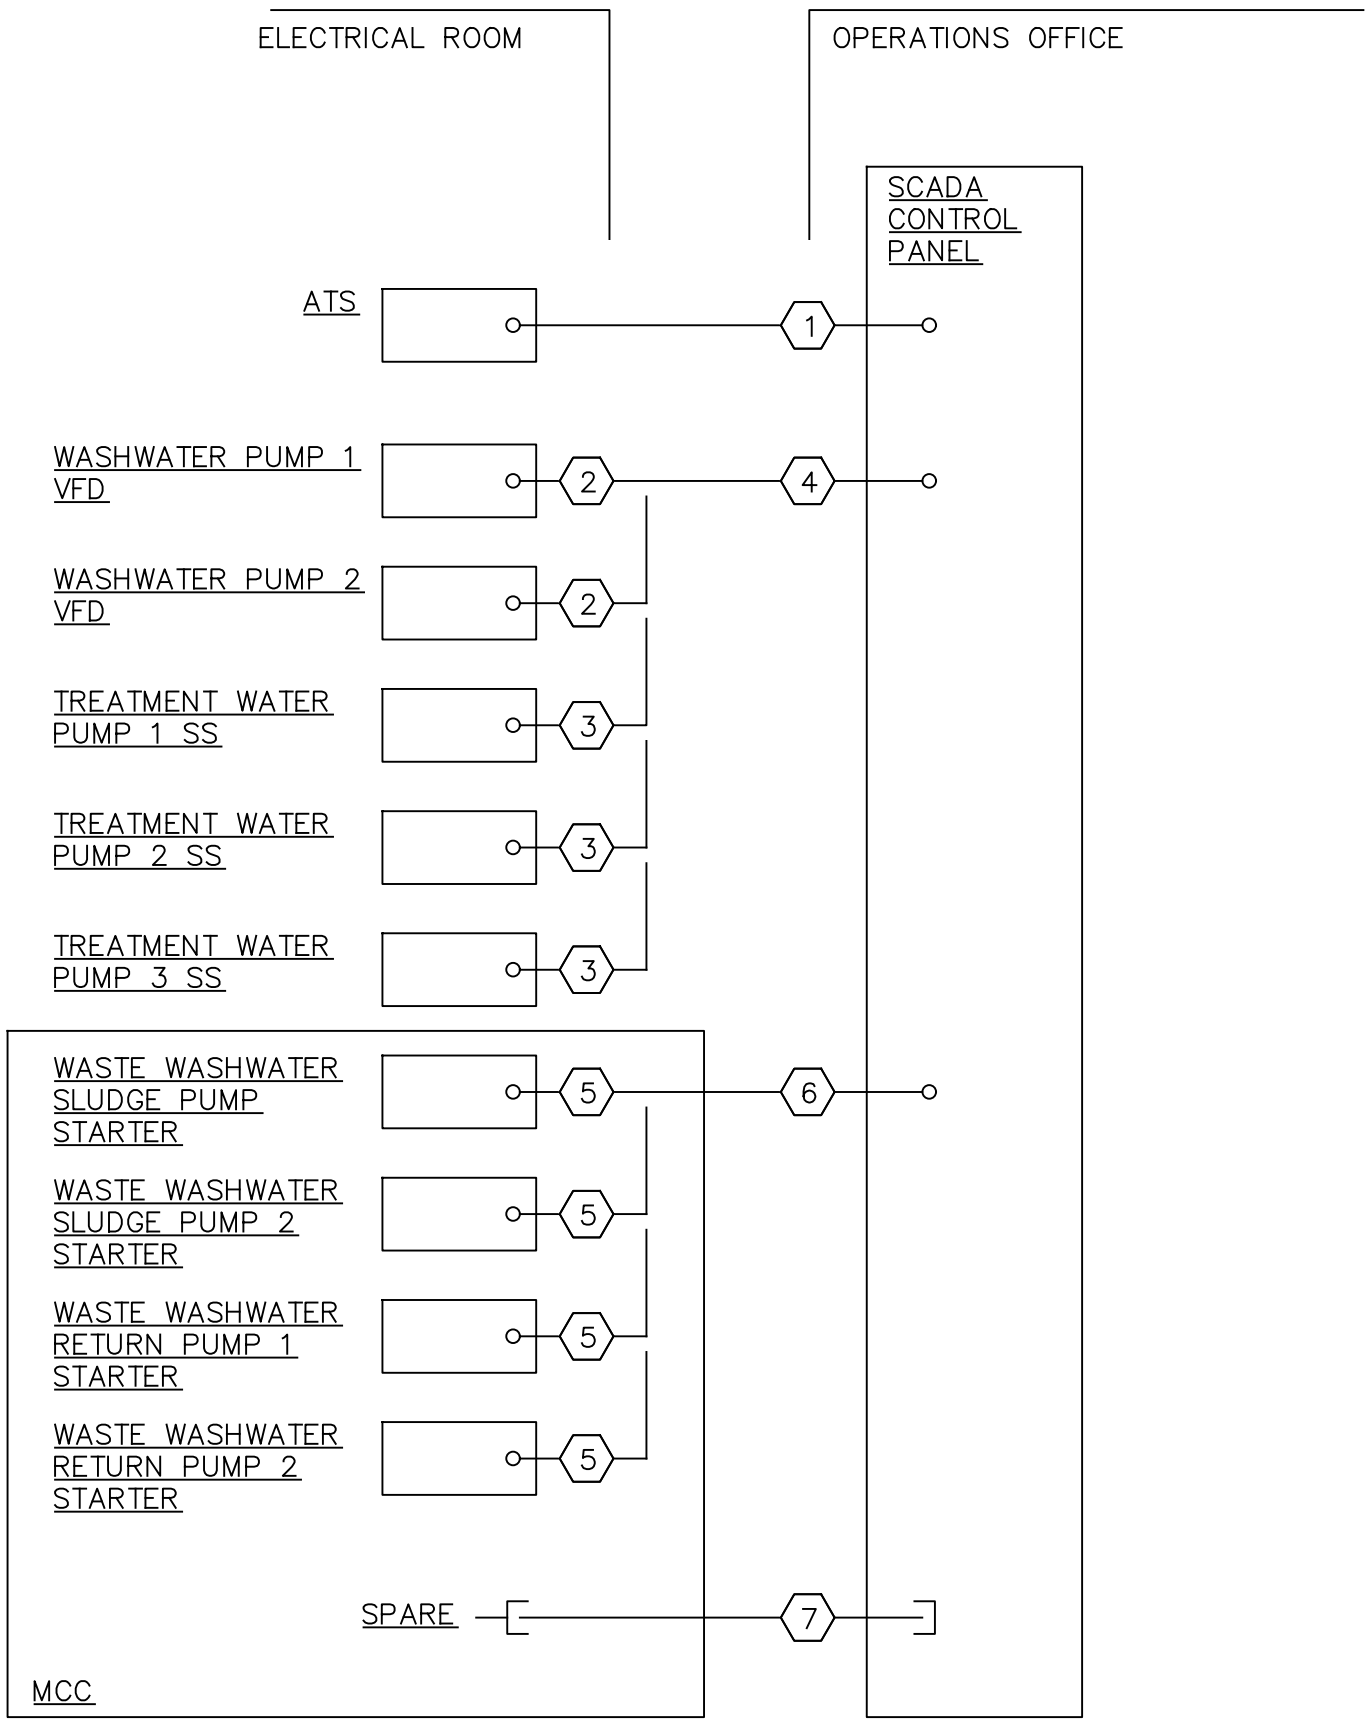 ELECTRICAL ROOM
OPERATIONS OFFICE
SCADA
CONTROL
PANEL
ATS
1
WASHWATER PUMP 1
VFD
2
4
WASHWATER PUMP 2
VFD
2
TREATMENT WATER
PUMP 1 SS
3
TREATMENT WATER
PUMP 2 SS
3
TREATMENT WATER
PUMP 3 SS
3
WASTE WASHWATER
SLUDGE PUMP
STARTER
5
6
WASTE WASHWATER
SLUDGE PUMP 2
STARTER
5
WASTE WASHWATER
RETURN PUMP 1
STARTER
5
WASTE WASHWATER
RETURN PUMP 2
STARTER
5
SPARE
7
MCC